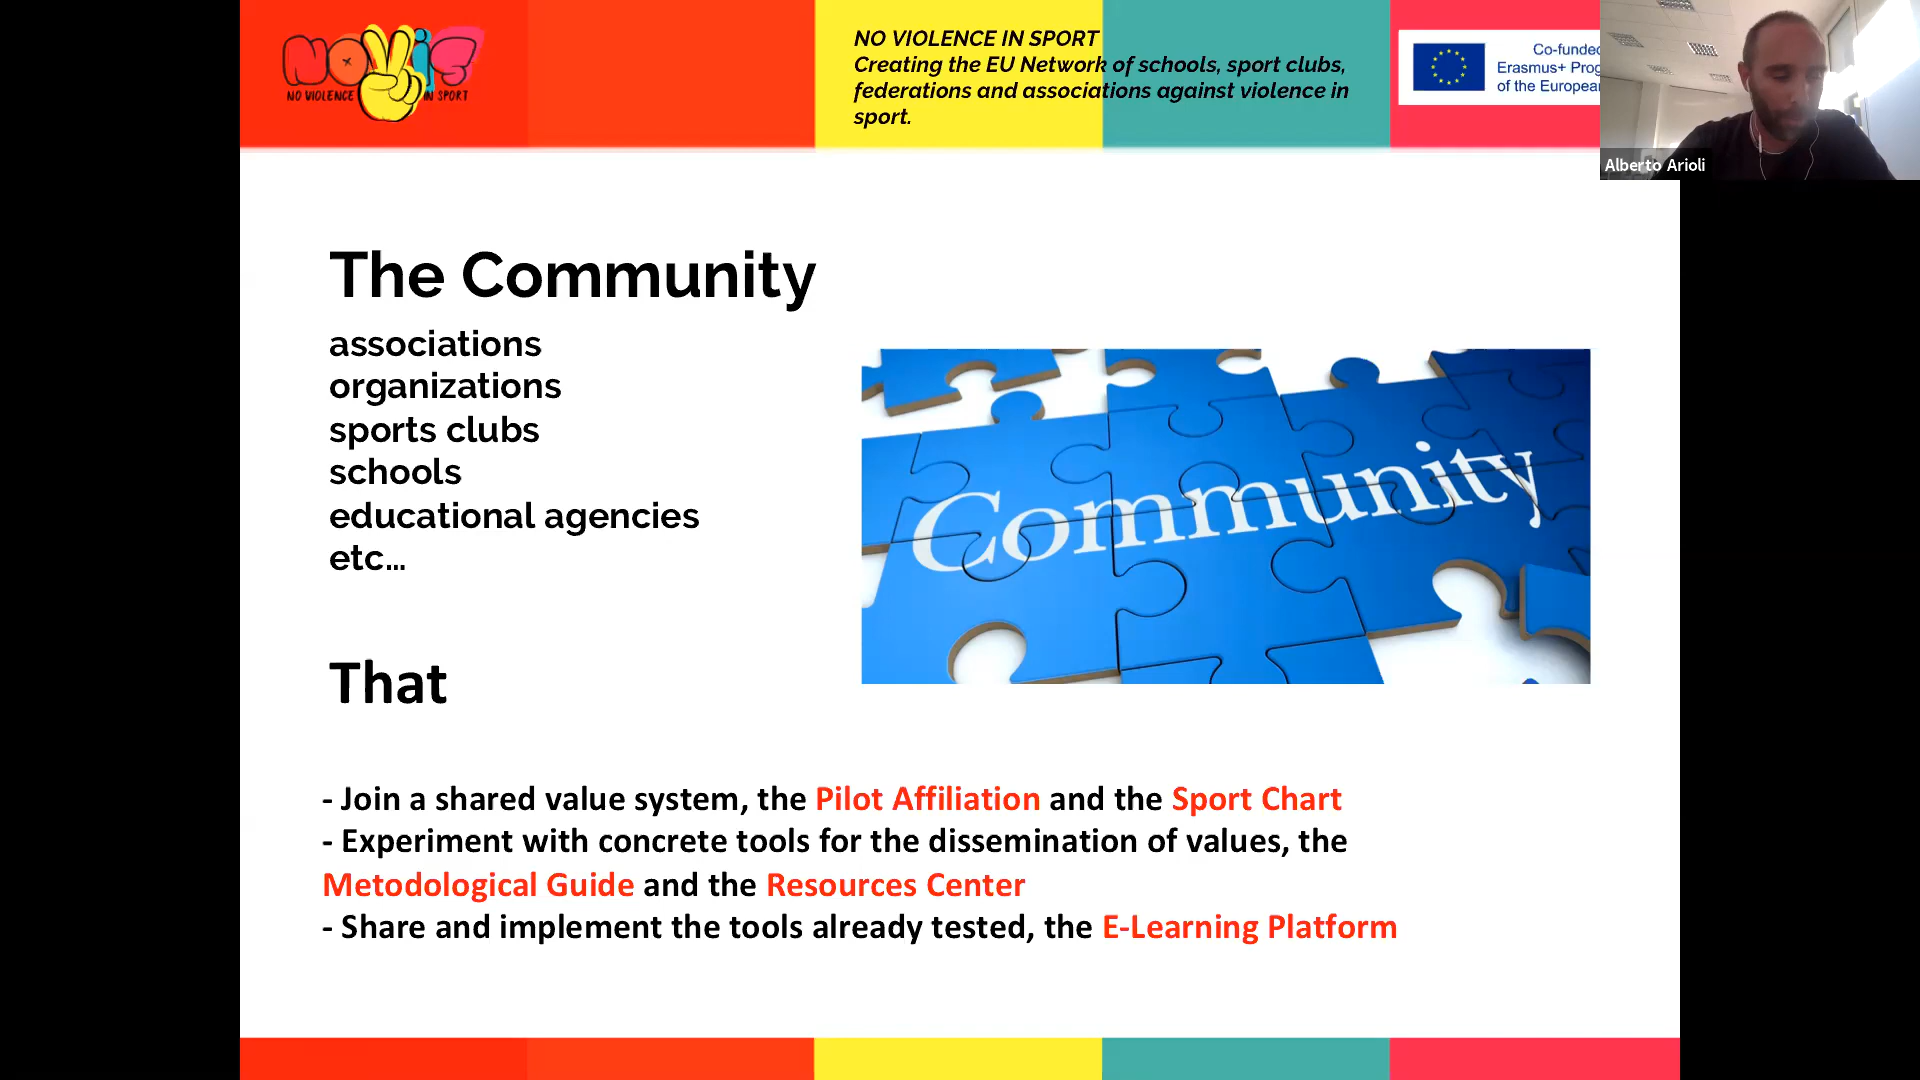 NOViS
NO VIOLENCE IN SPORT
NO VIOLENCE IN SPORT
Creating the EU Network of schools, sport clubs,
federations and associations against violence in
sport.
Co-funded
Erasmus+ Prog
of the European
Alberto Arioli
The Community
associations
organizations
sports clubs
schools
educational agencies
etc...
Community
That
- Join a shared value system, the Pilot Affiliation and the Sport Chart
- Experiment with concrete tools for the dissemination of values, the
Metodological Guide and the Resources Center
- Share and implement the tools already tested, the E-Learning Platform